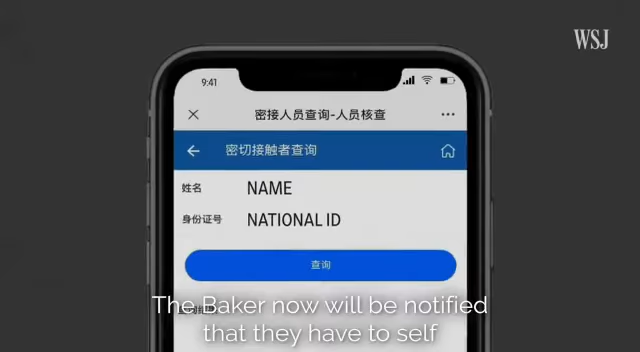 WSJ
9:41
密接人员查询-人员核查
密切接触者查询
姓名 NAME
身份证号 NATIONAL ID
查询
The Baker now will be notified
that they have to self